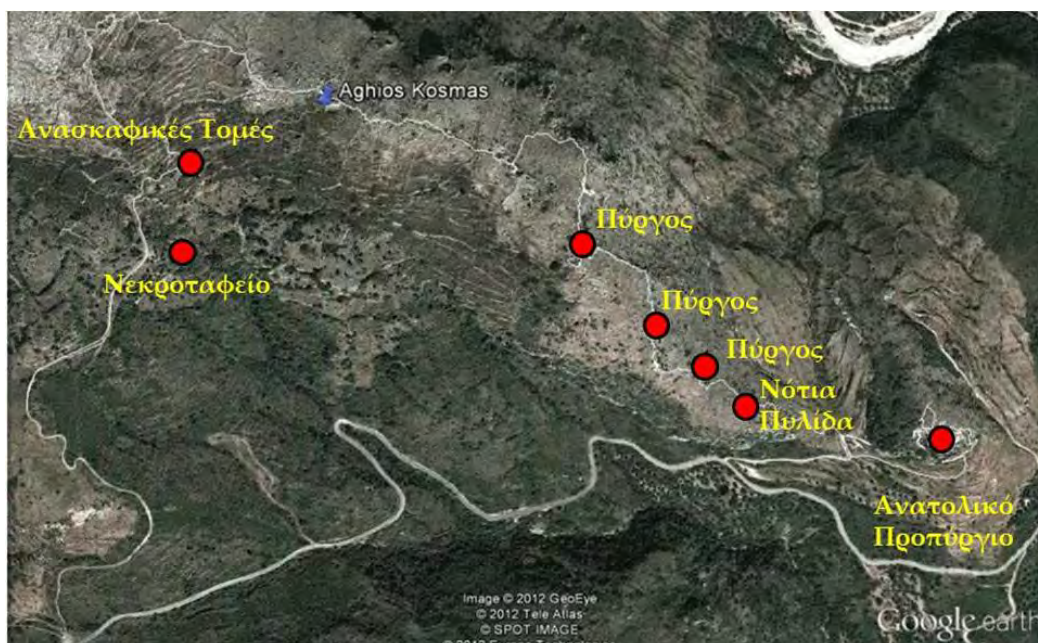 Aghios Kosmas
Ανασκαφικές Τομές
Πύργος
Νεκροταφείο
Πύργος
Πύργος
Νότια
Πυλίδα
Ανατολικό
Προπύργιο
Image © 2012 GeoEye
© 2012 Tele Atlas
© SPOT IMAGE
Google earth